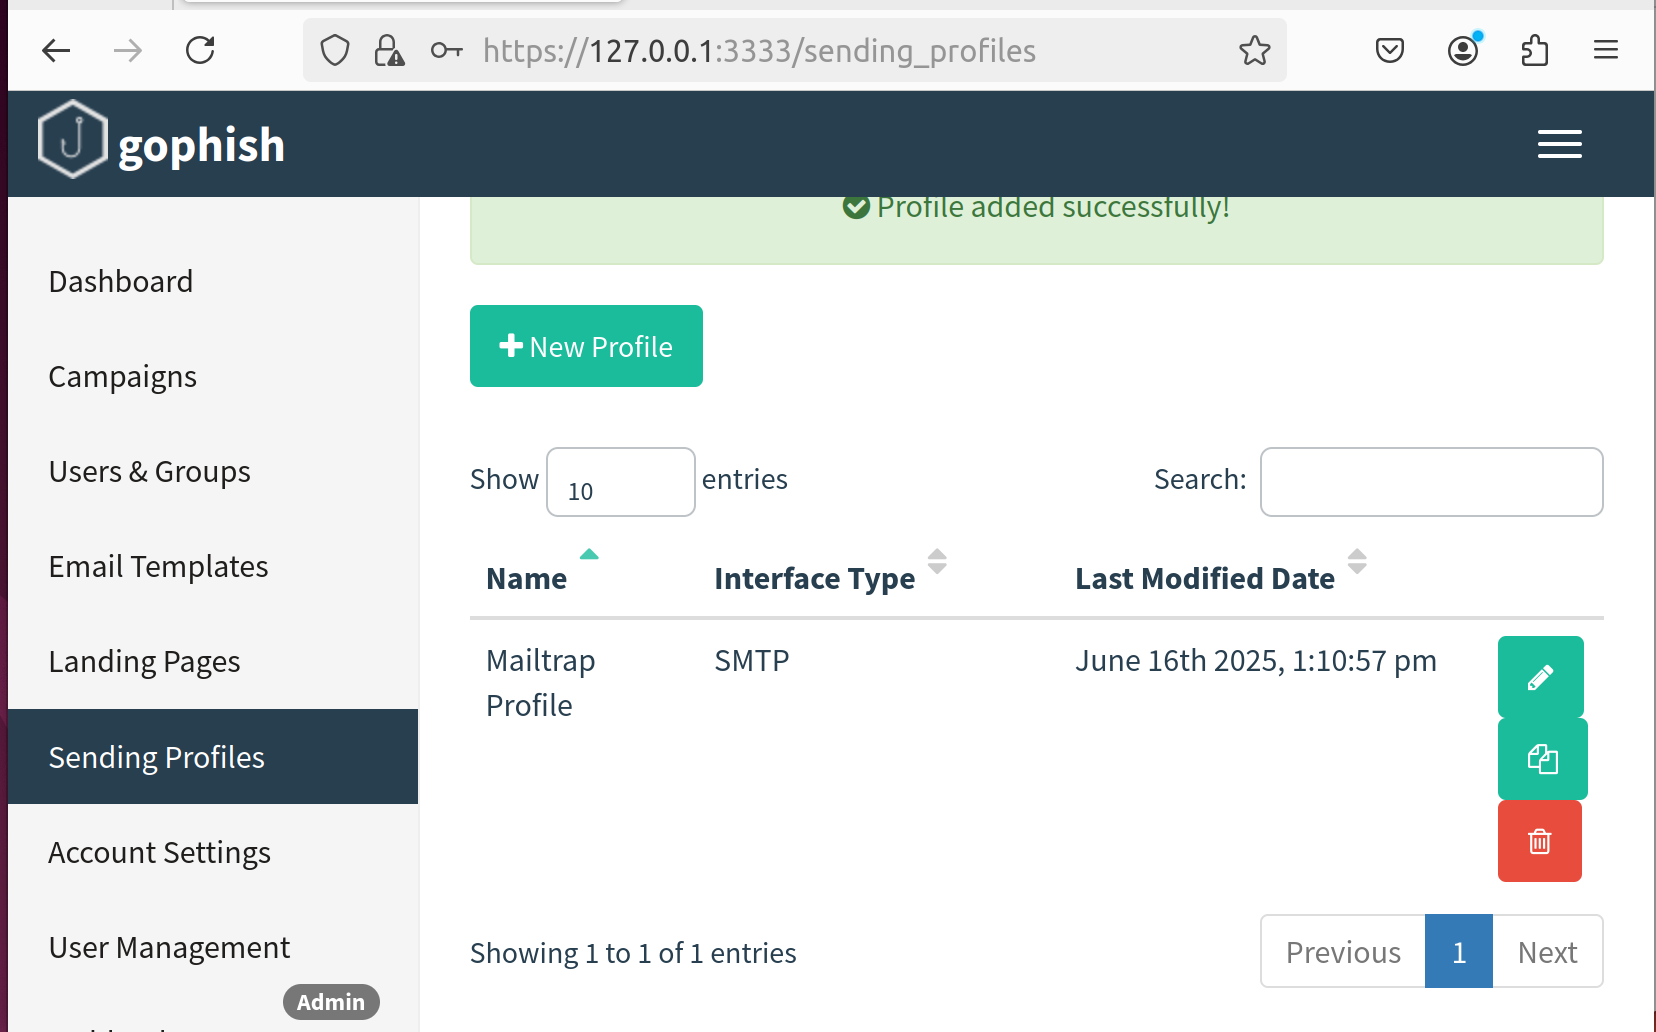 https://127.0.0.1:3333/sending_profiles
gophish
Profile added successfully!
Dashboard
Campaigns
Users & Groups
Email Templates
Landing Pages
Sending Profiles
Account Settings
User Management
Admin
New Profile
Show 10 entries
Search:
Name Interface Type Last Modified Date
Mailtrap Profile SMTP June 16th 2025, 1:10:57 pm
Showing 1 to 1 of 1 entries
Previous 1 Next